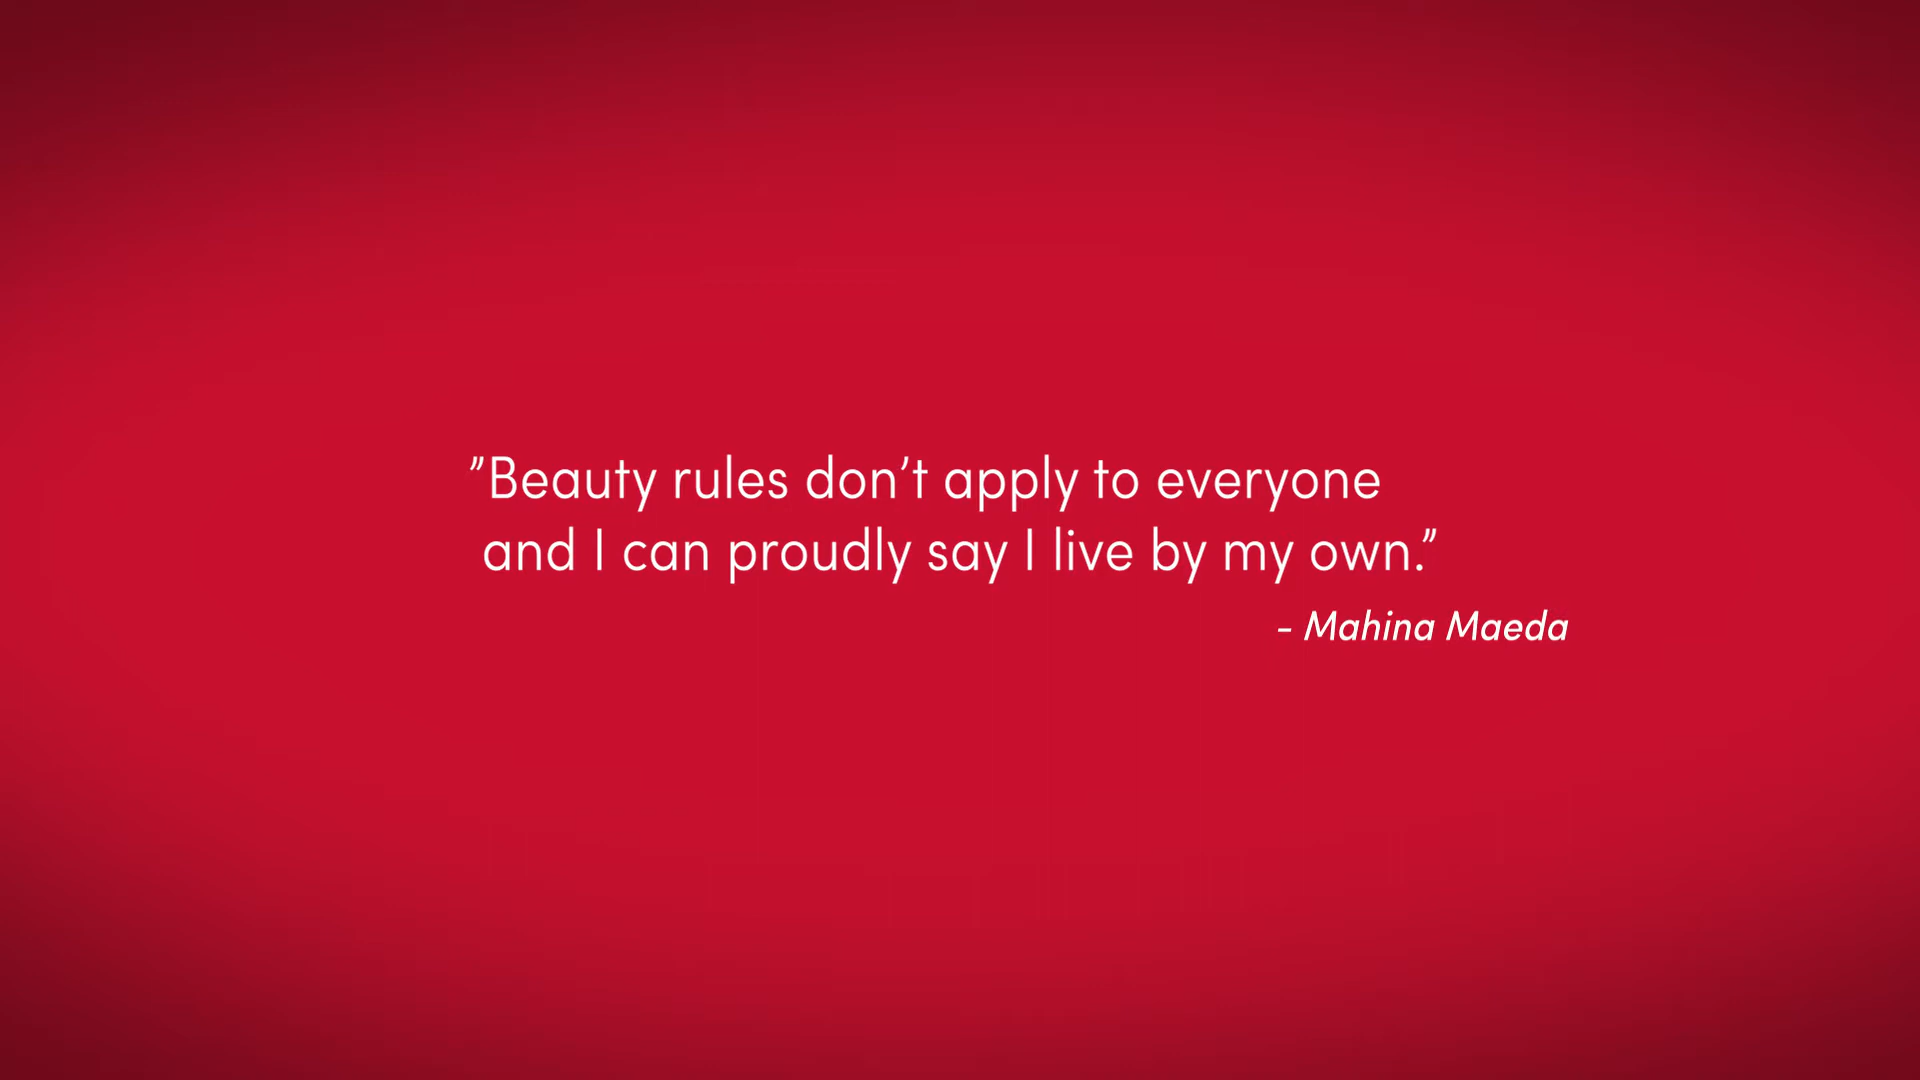 ”Beauty rules don’t apply to everyone
and I can proudly say I live by my own.”
- Mahina Maeda